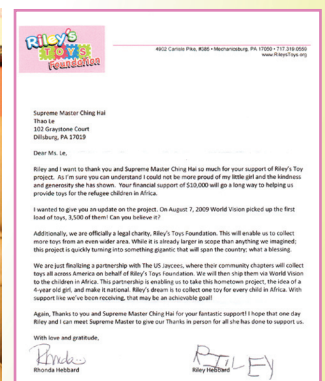 Riley's
TOYS
Foundation
4902 Carlisle Pike, #386 • Mechanicsburg, PA 17050 • 717.319.0550
www.RileysToys.org
Supreme Master Ching Hai
Thao Le
102 Graystone Court
Dillsburg, PA 17019
Dear Ms. Le,
Riley and I want to thank you and Supreme Master Ching Hai so much for your support of Riley's Toy
project. As I'm sure you can understand I could not be more proud of my little girl and the kindness
and generosity she has shown. Your financial support of $10,000 will go a long way to helping us
provide toys for the refugee children in Africa.
I wanted to give you an update on the project. On August 7, 2009 World Vision picked up the first
load of toys, 3,500 of them! Can you believe it?
Additionally, we are officially a legal charity, Riley's Toys Foundation. This will enable us to collect
more toys from an even wider area. While it is already larger in scope than anything we imagined;
this project is quickly turning into something gigantic that will span the country; what a blessing.
We are just finalizing a partnership with The US Jaycees, where their community chapters will collect
toys all across America on behalf of Riley's Toys Foundation. We will then ship them via World Vision
to the children in Africa. This partnership is enabling us to take this hometown project, the idea of a
4-year old girl, and make it national. Riley's dream is to collect one toy for every child in Africa. With
support like we've been receiving, that may be an achievable goal!
Again, Thanks to you and Supreme Master Ching Hai for your fantastic support! I hope that one day
Riley and I can meet Supreme Master to give our Thanks in person for all she has done to support us.
With love and gratitude,
Rhonda RILEY
Rhonda Hebbard Riley Hebbard